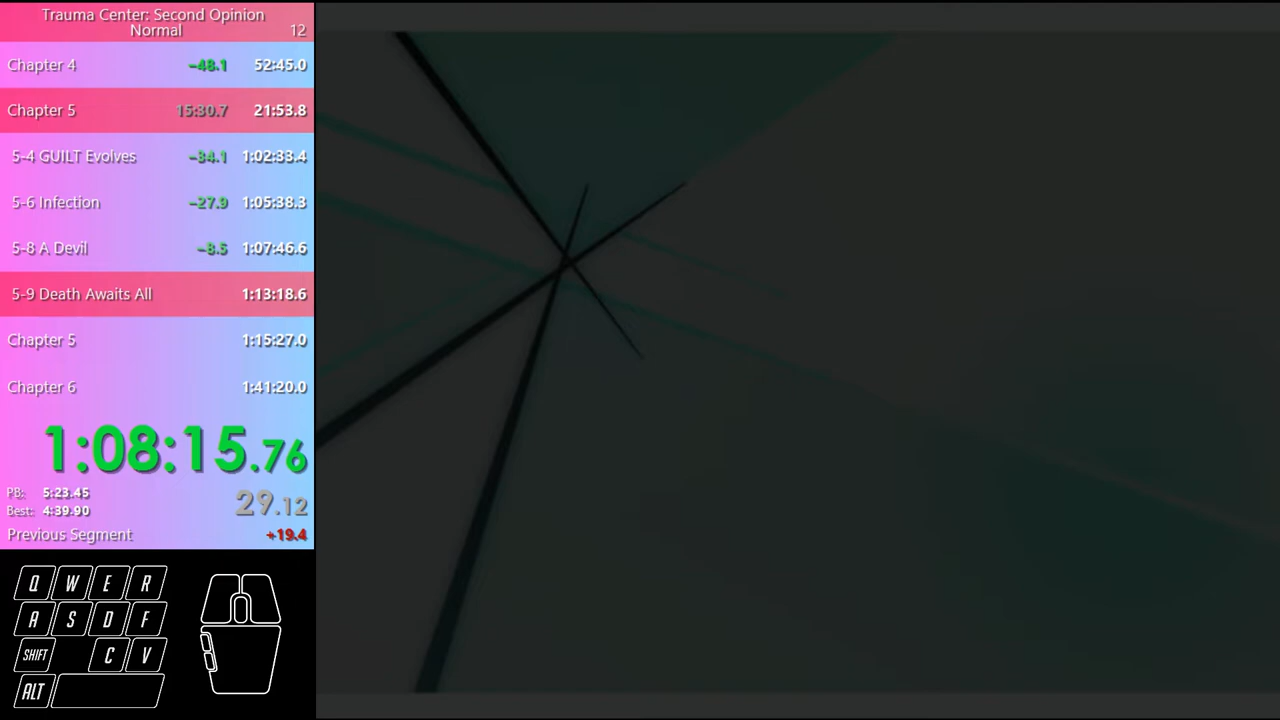 Trauma Center: Second Opinion
Normal 12
Chapter 4 -48.1 52:45.0
Chapter 5 15:30.7 21:53.8
5-4 GUILT Evolves -34.1 1:02:33.4
5-6 Infection -27.9 1:05:38.3
5-8 A Devil -8.5 1:07:46.6
5-9 Death Awaits All 1:13:18.6
Chapter 5 1:15:27.0
Chapter 6 1:41:20.0
1:08:15.76
PB: 5:23.45
Best: 4:39.90
29.12
Previous Segment +19.4
Q W E R
A S D F
SHIFT C V
ALT